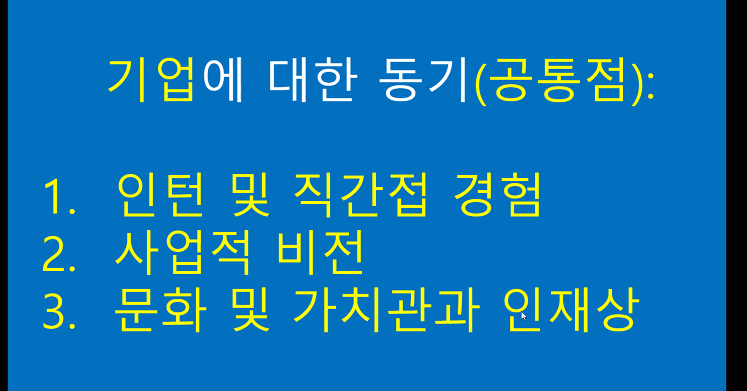 기업에 대한 동기(공통점):
1. 인턴 및 직간접 경험
2. 사업적 비전
3. 문화 및 가치관과 인재상